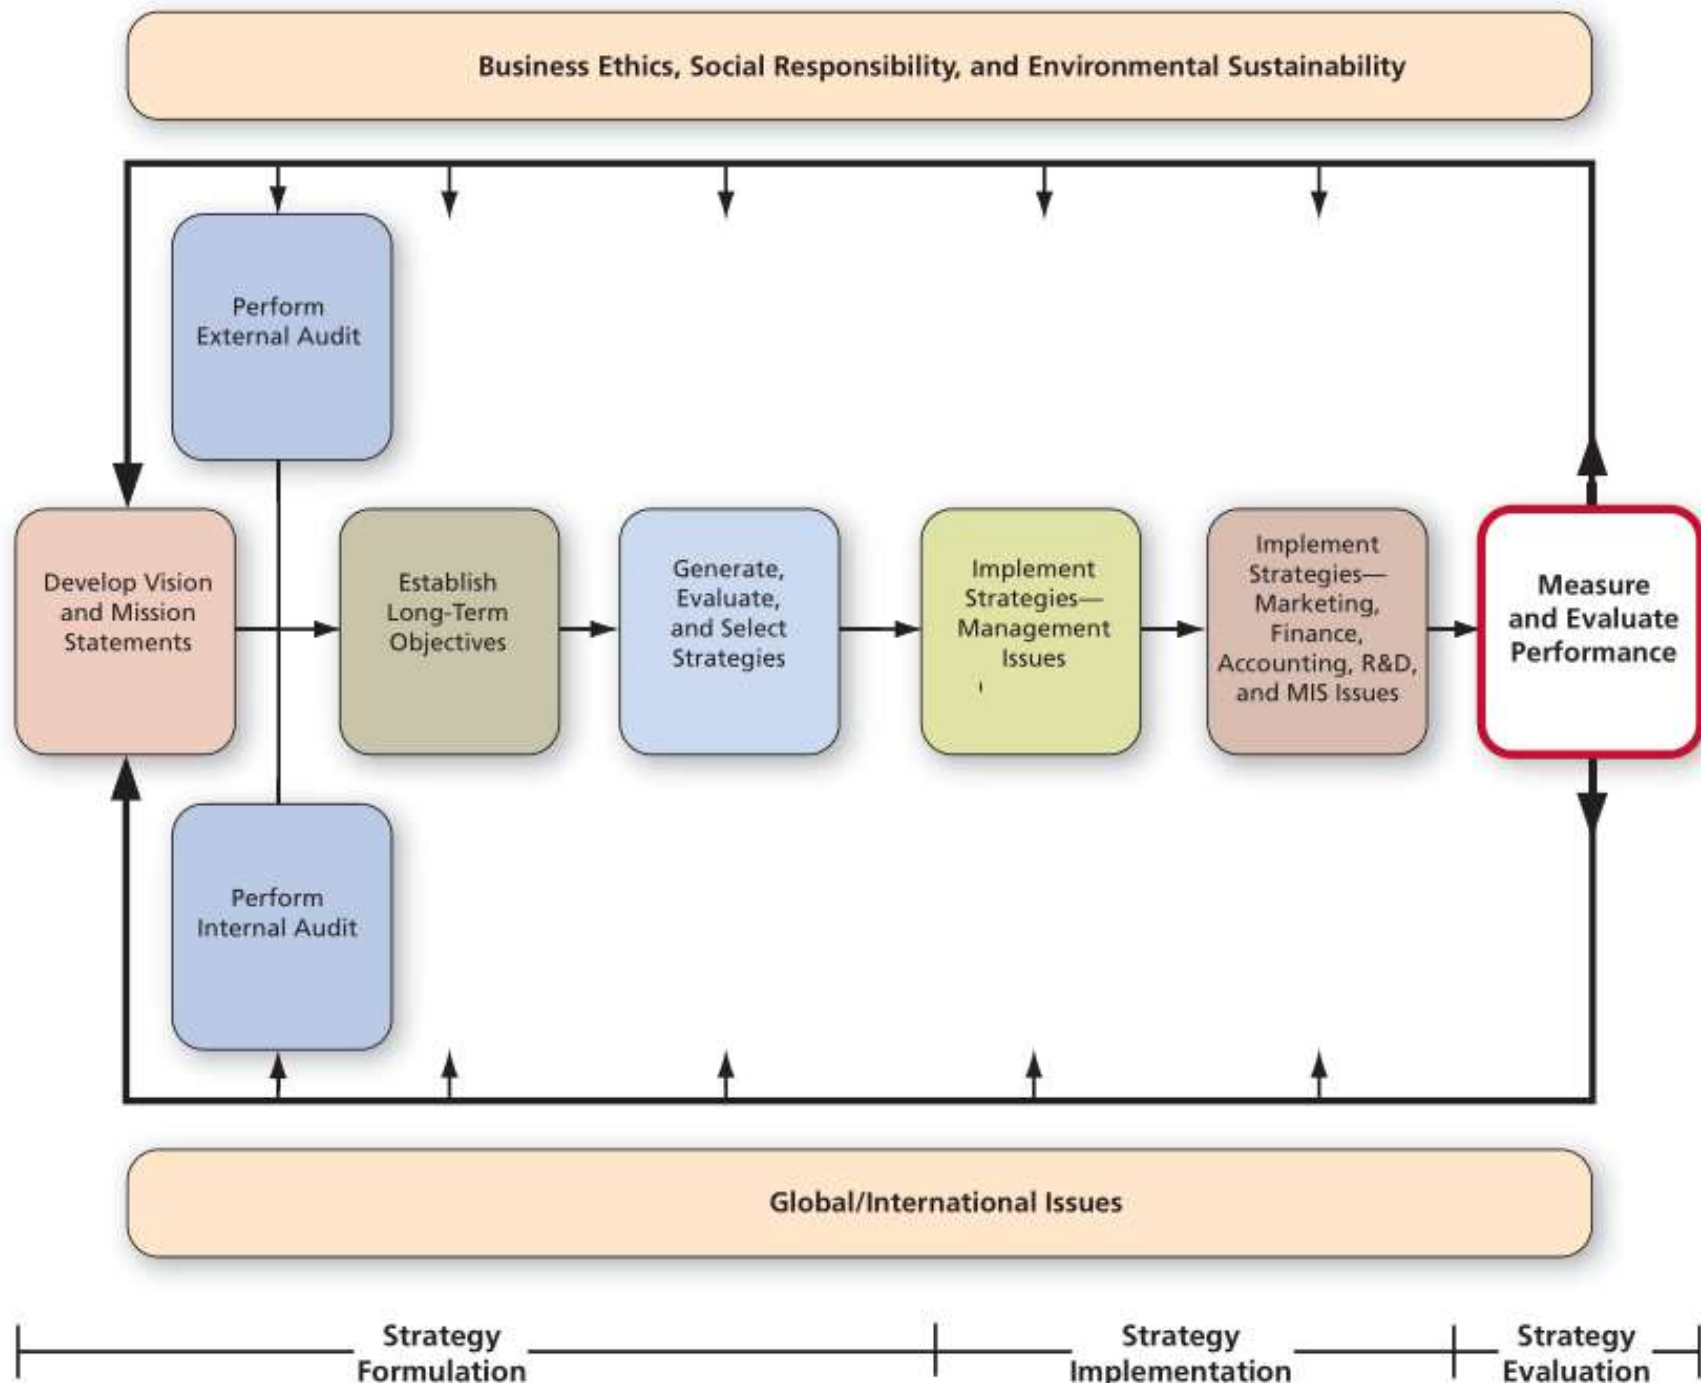 Business Ethics, Social Responsibility, and Environmental Sustainability
Perform
External Audit
Develop Vision
and Mission
Statements
Establish
Long-Term
Objectives
Generate,
Evaluate,
and Select
Strategies
Implement
Strategies—
Management
Issues
Implement
Strategies—
Marketing,
Finance,
Accounting, R&D,
and MIS Issues
Measure
and Evaluate
Performance
Perform
Internal Audit
Global/International Issues
Strategy
Formulation
Strategy
Implementation
Strategy
Evaluation